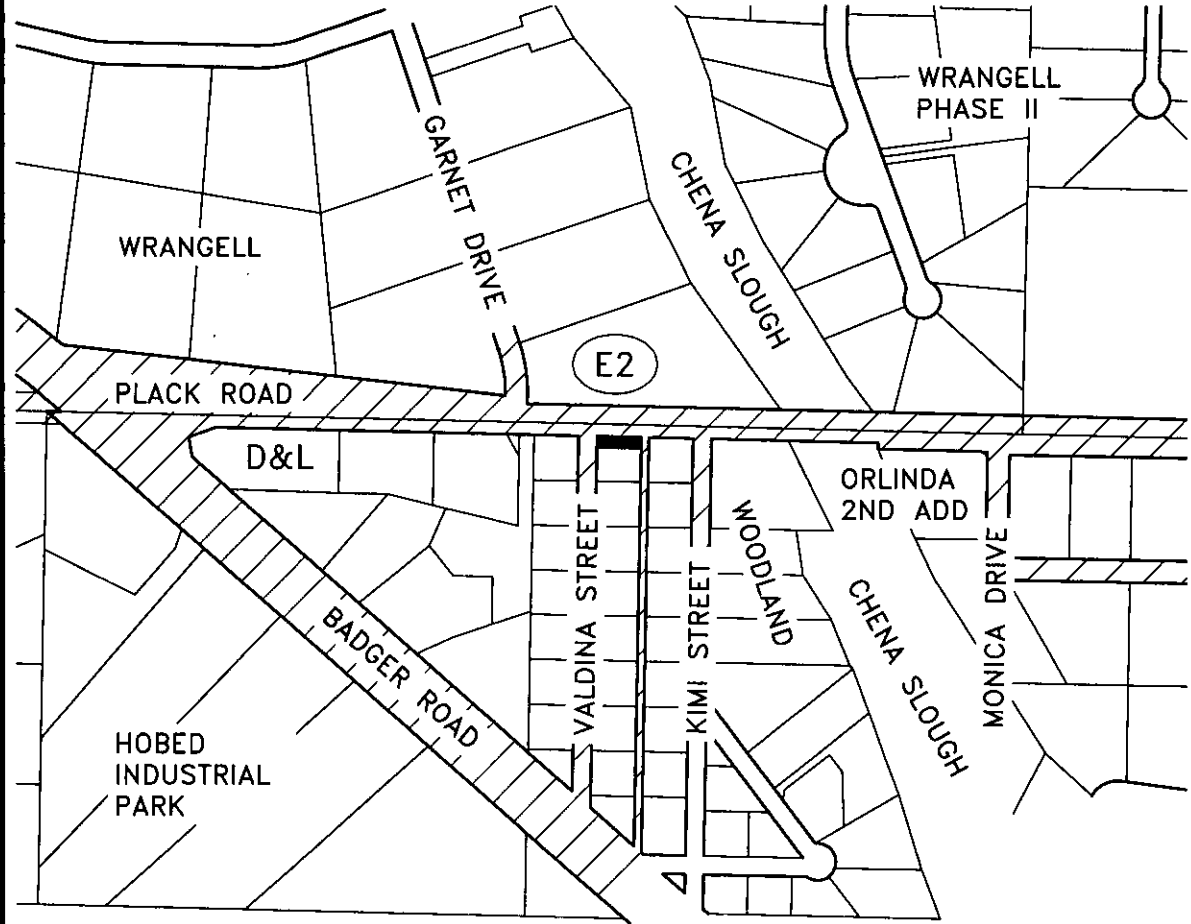 WRANGELL
PHASE II
GARNET DRIVE
CHENA SLOUGH
WRANGELL
E2
PLACK ROAD
D&L
ORLINDA
2ND ADD
VALDINA STREET
KIMI STREET
WOODLAND
MONICA DRIVE
CHENA SLOUGH
BADGER ROAD
HOBED
INDUSTRIAL
PARK